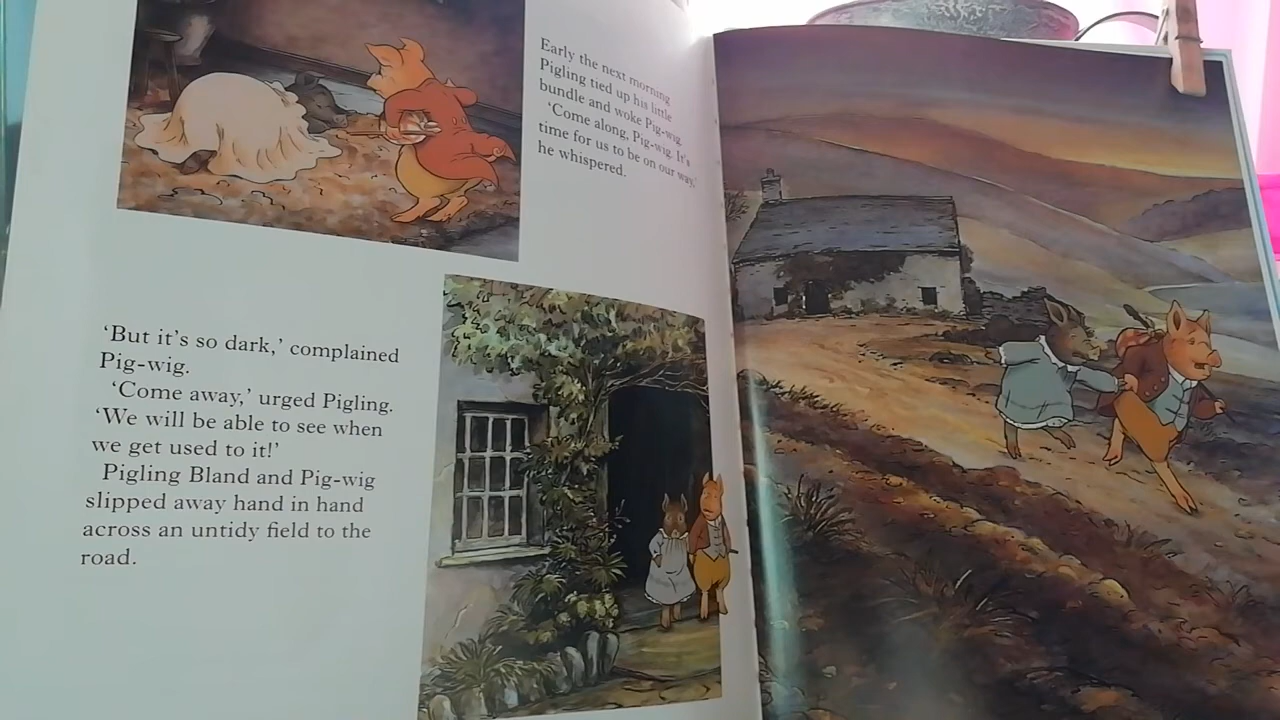 Early the next morning
Pigling tied up his little
bundle and woke Pig-wig.
‘Come along, Pig-wig. It's
time for us to be on our way,’
he whispered.
‘But it's so dark,’ complained
Pig-wig.
‘Come away,’ urged Pigling.
‘We will be able to see when
we get used to it!’
Pigling Bland and Pig-wig
slipped away hand in hand
across an untidy field to the
road.